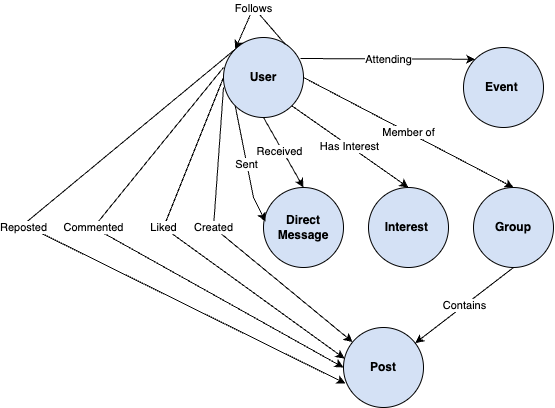 Follows
User
Attending
Event
Member of
Has Interest
Received
Sent
Direct
Message
Interest
Group
Reposted
Commented
Liked
Created
Contains
Post